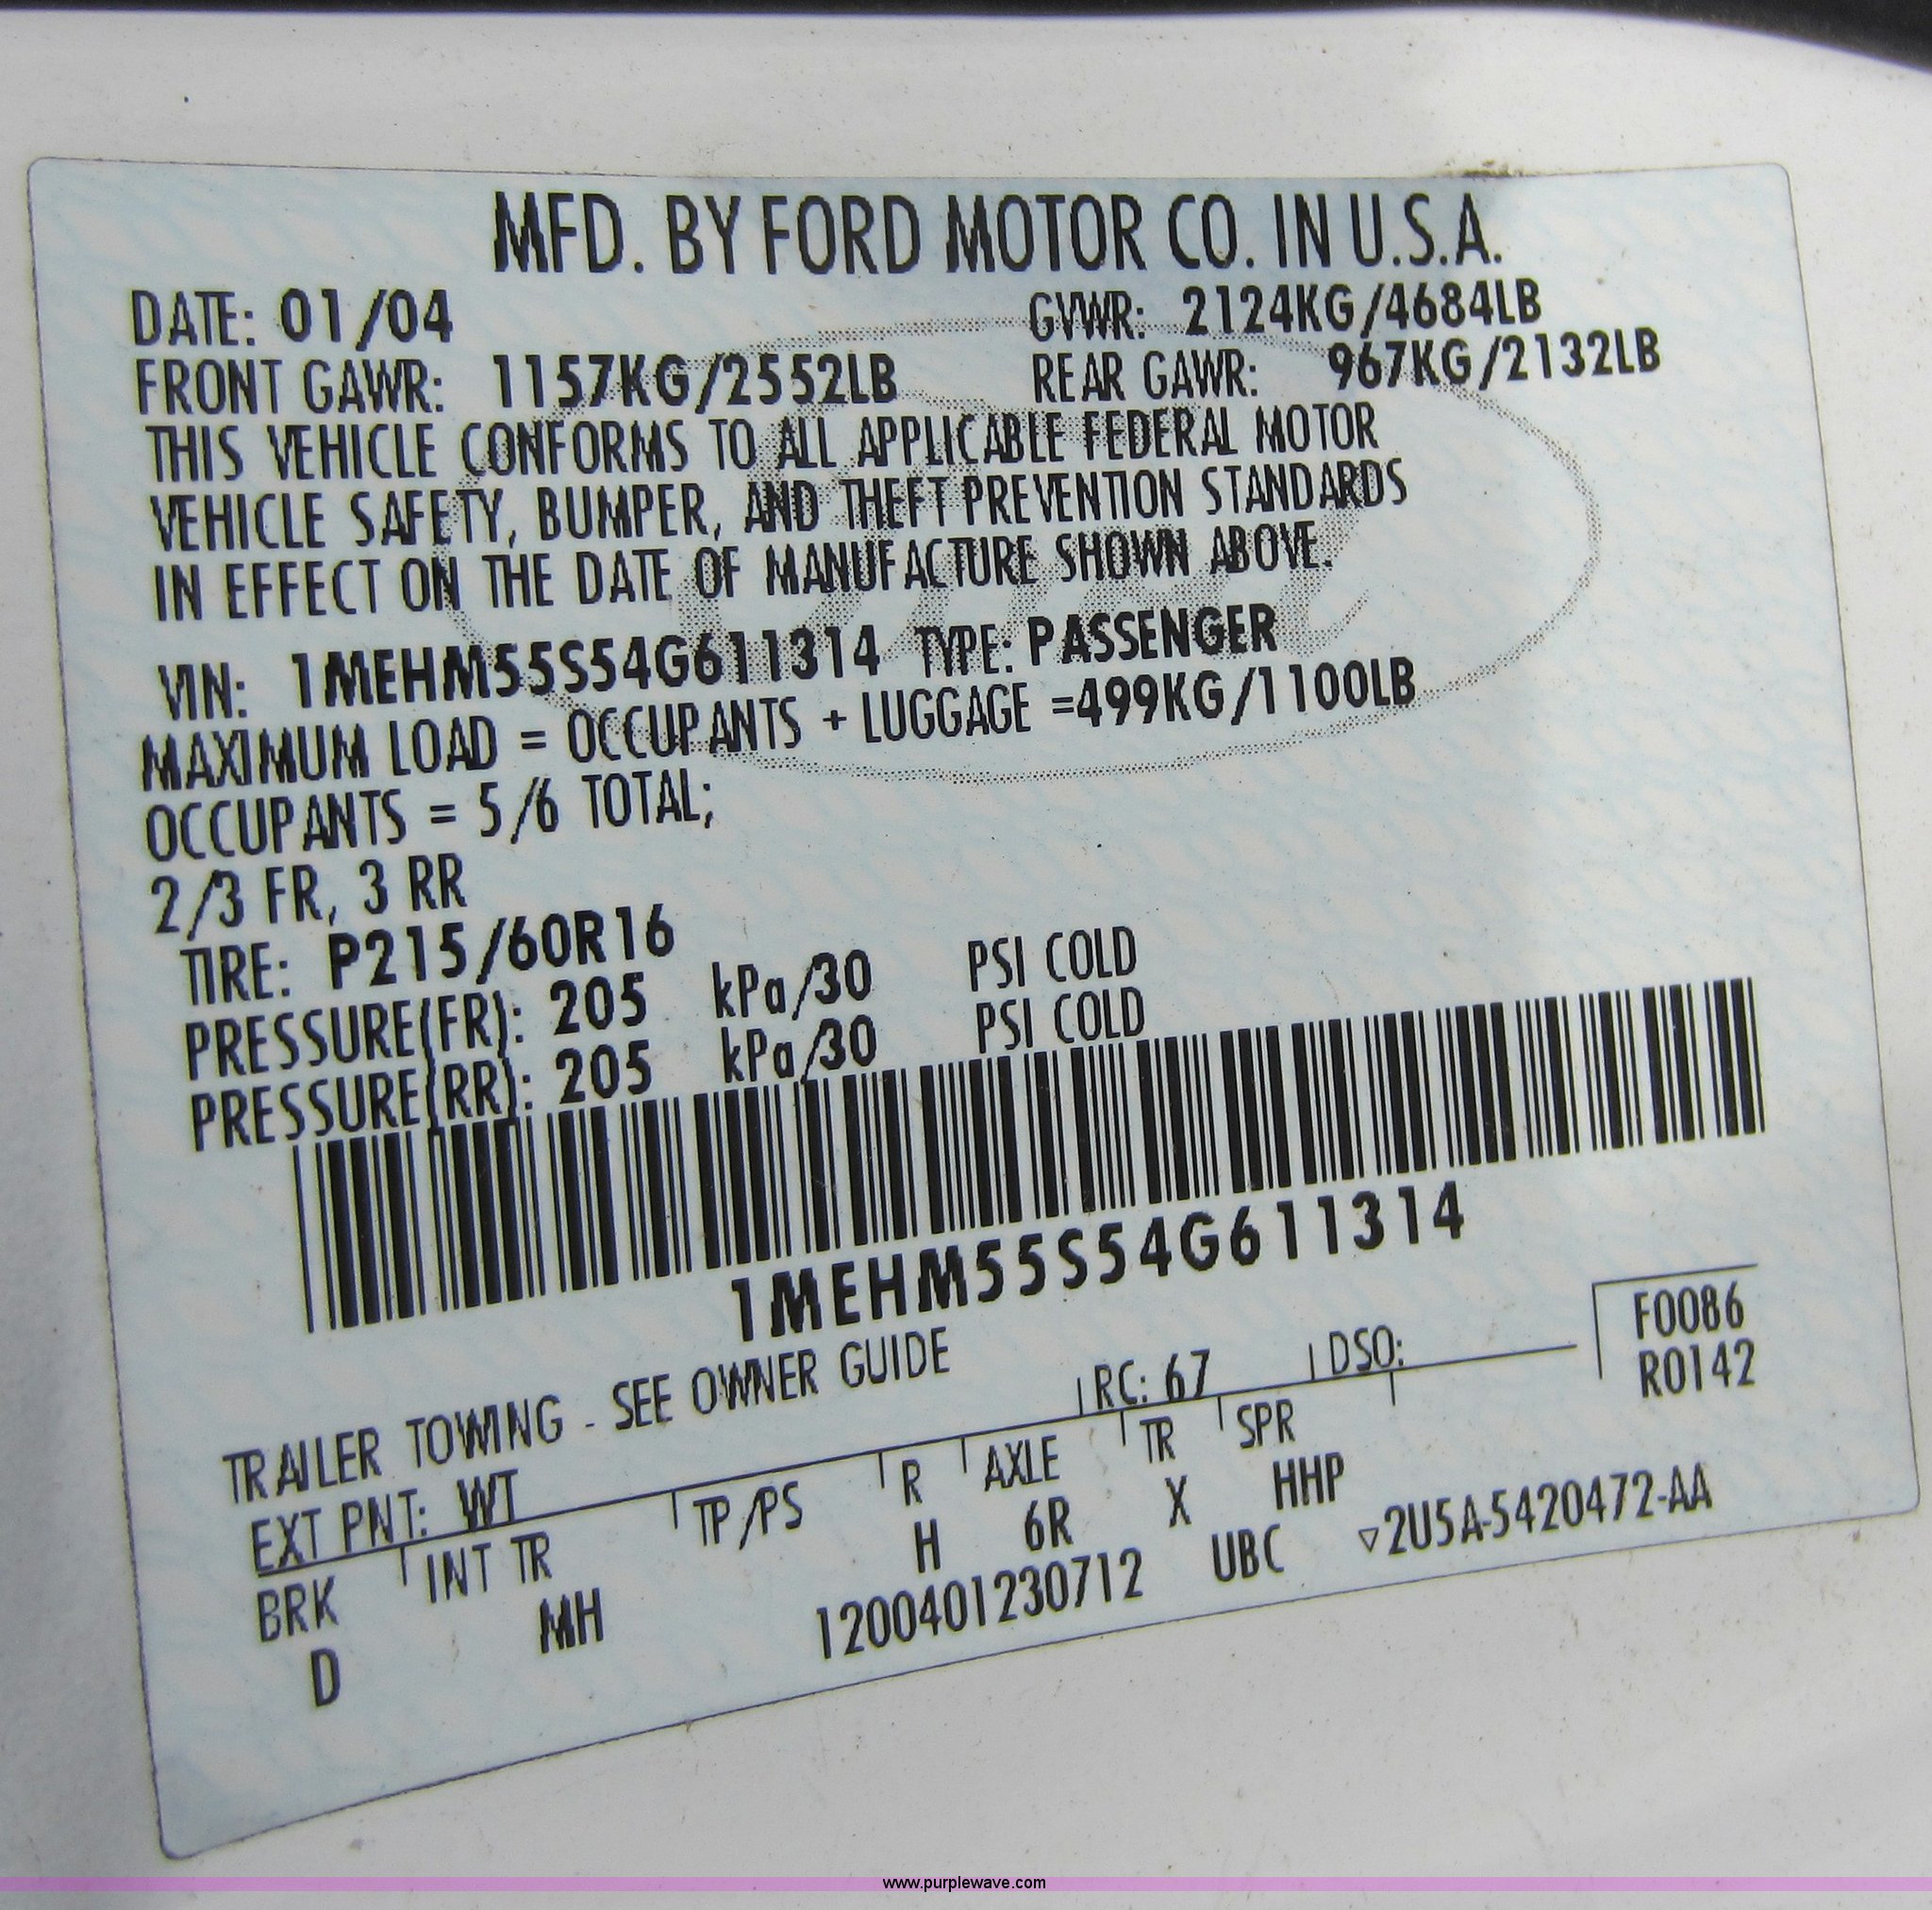 MFD. BY FORD MOTOR CO. IN U.S.A.
DATE: 01/04 GVWR: 2124KG/4684LB
FRONT GAWR: 1157KG/2552LB REAR GAWR: 967KG/2132LB
THIS VEHICLE CONFORMS TO ALL APPLICABLE FEDERAL MOTOR
VEHICLE SAFETY, BUMPER, AND THEFT PREVENTION STANDARDS
IN EFFECT ON THE DATE OF MANUFACTURE SHOWN ABOVE.
VIN: 1MEHM55S54G611314 TYPE: PASSENGER
MAXIMUM LOAD = OCCUPANTS + LUGGAGE =499KG/1100LB
OCCUPANTS = 5/6 TOTAL;
2/3 FR, 3 RR
TIRE: P215/60R16
PRESSURE(FR): 205 kPa/30 PSI COLD
PRESSURE(RR): 205 kPa/30 PSI COLD
1MEHM55S54G611314
TRAILER TOWING - SEE OWNER GUIDE
F0086
R0142
EXT PNT: WT RC: 67 DSO:
BRK INT TR TP/PS R AXLE TR SPR
D MH H 6R X HHP
1200401230712 UBC ▽2U5A-5420472-AA
www.purplewave.com